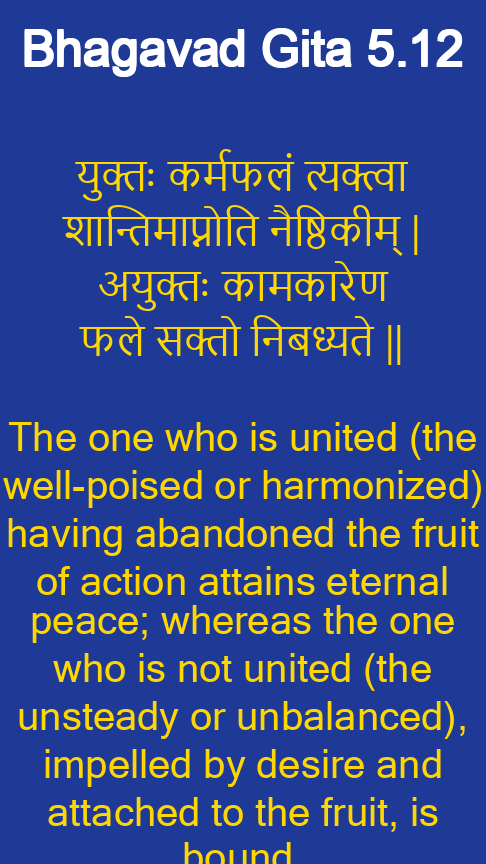 Bhagavad Gita 5.12
युक्तः कर्मफलं त्यक्त्वा
शान्तिमाप्नोति नैष्ठिकीम् |
अयुक्तः कामकारेण
फले सक्तो निबध्यते ||
The one who is united (the
well-poised or harmonized)
having abandoned the fruit
of action attains eternal
peace; whereas the one
who is not united (the
unsteady or unbalanced),
impelled by desire and
attached to the fruit, is
bound